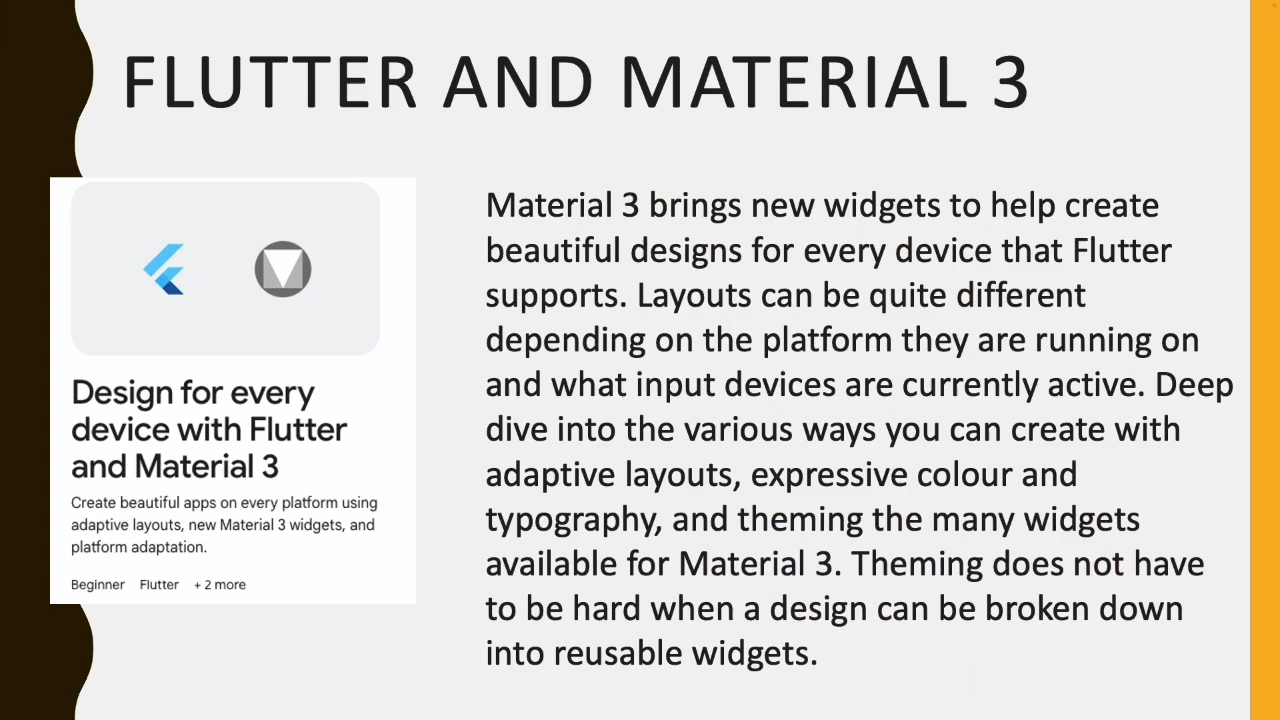 FLUTTER AND MATERIAL 3
Design for every
device with Flutter
and Material 3
Create beautiful apps on every platform using
adaptive layouts, new Material 3 widgets, and
platform adaptation.
Beginner Flutter + 2 more
Material 3 brings new widgets to help create
beautiful designs for every device that Flutter
supports. Layouts can be quite different
depending on the platform they are running on
and what input devices are currently active. Deep
dive into the various ways you can create with
adaptive layouts, expressive colour and
typography, and theming the many widgets
available for Material 3. Theming does not have
to be hard when a design can be broken down
into reusable widgets.